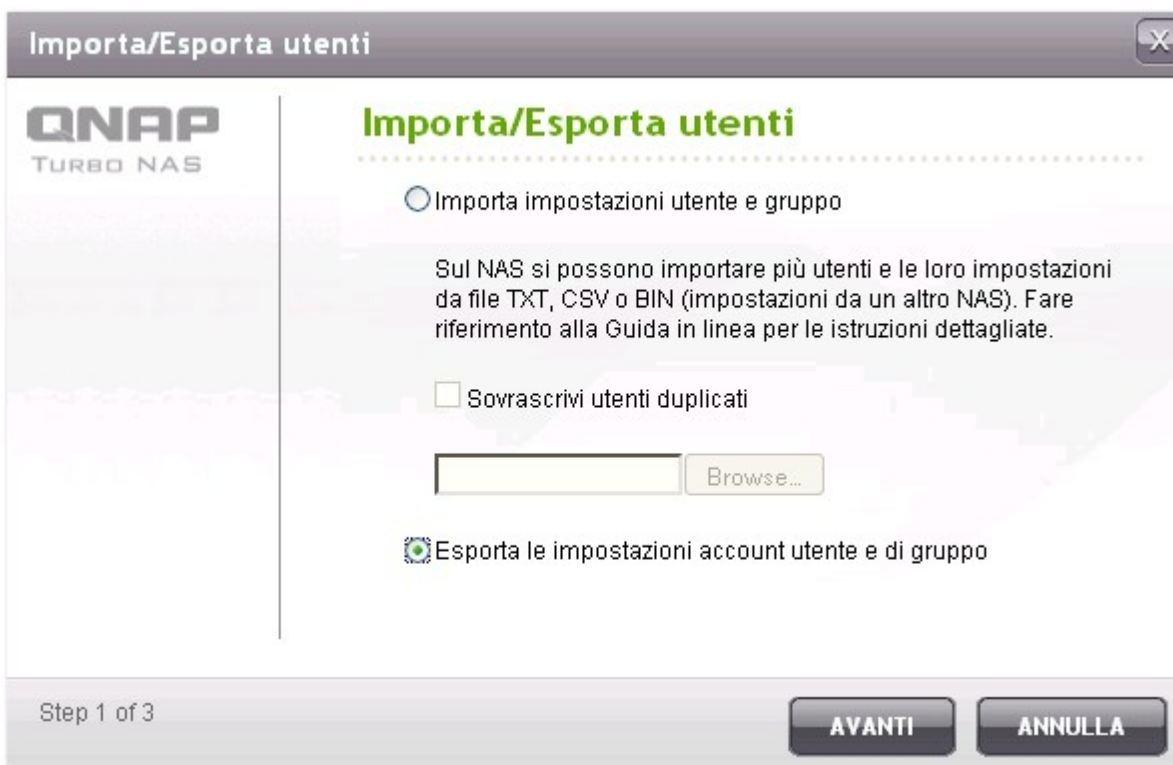 Importa/Esporta utenti
X
QNAP
TURBO NAS
Importa/Esporta utenti
Importa impostazioni utente e gruppo
Sul NAS si possono importare più utenti e le loro impostazioni
da file TXT, CSV o BIN (impostazioni da un altro NAS). Fare
riferimento alla Guida in linea per le istruzioni dettagliate.
Sovrascrivi utenti duplicati
Browse...
Esporta le impostazioni account utente e di gruppo
Step 1 of 3
AVANTI
ANNULLA